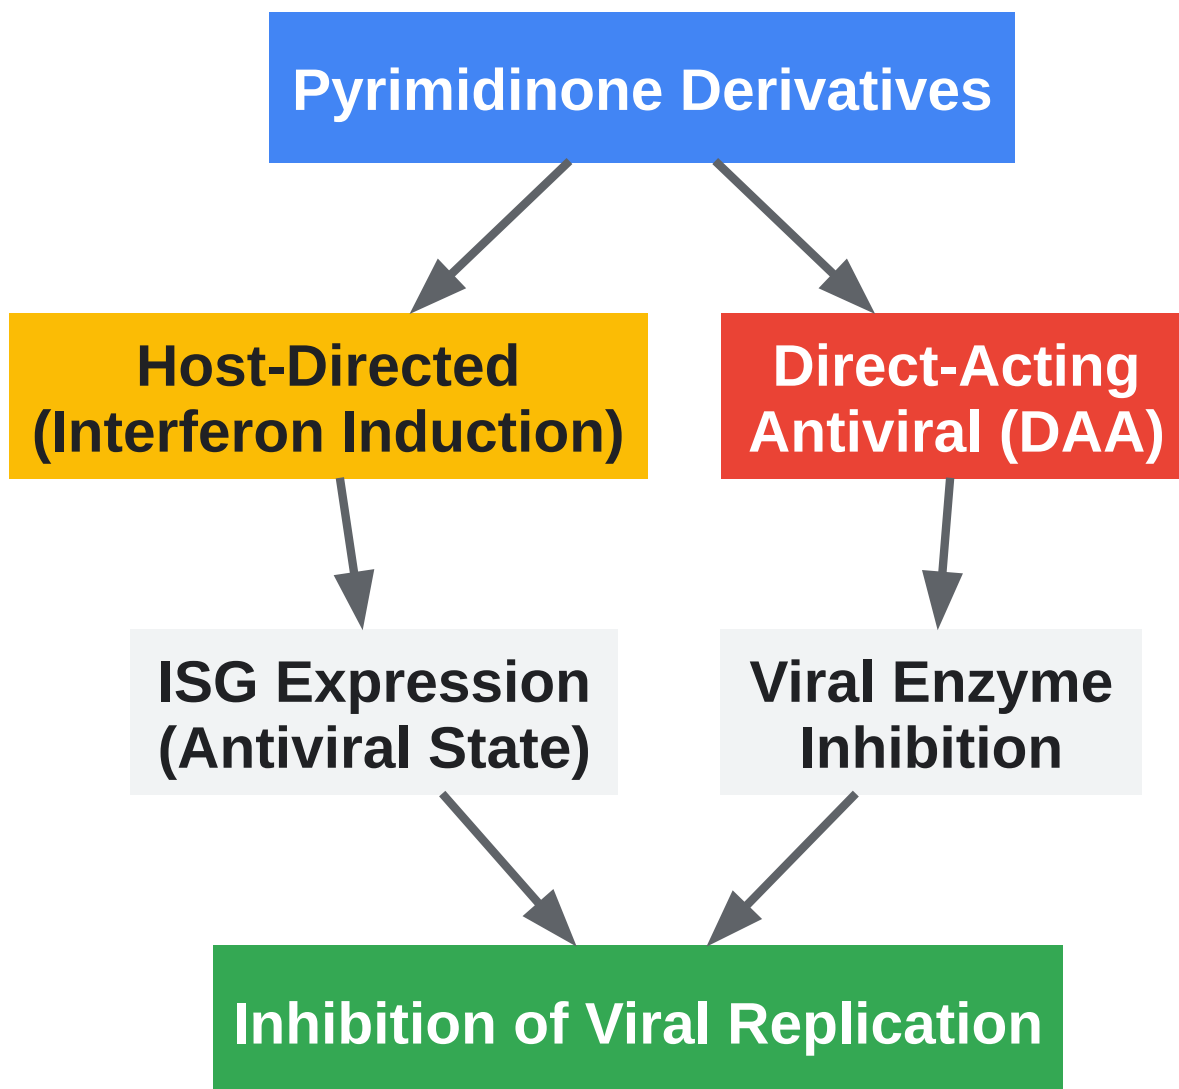 Pyrimidinone Derivatives
Host-Directed
(Interferon Induction)
Direct-Acting
Antiviral (DAA)
ISG Expression
(Antiviral State)
Viral Enzyme
Inhibition
Inhibition of Viral Replication